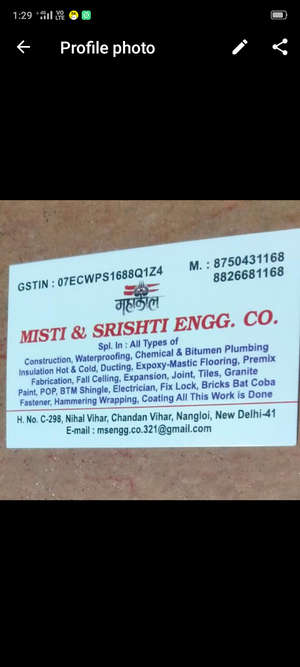 1:29 VO LTE
Profile photo
GSTIN : 07ECWPS1688Q1Z4
M. : 8750431168
8826681168
महाकाल
MISTI & SRISHTI ENGG. CO.
Spl. In : All Types of
Construction, Waterproofing, Chemical & Bitumen Plumbing
Insulation Hot & Cold, Ducting, Expoxy-Mastic Flooring, Premix
Fabrication, Fall Ceiling, Expansion, Joint, Tiles, Granite
Paint, POP, BTM Shingle, Electrician, Fix Lock, Bricks Bat Coba
Fastener, Hammering Wrapping, Coating All This Work is Done
H. No. C-298, Nihal Vihar, Chandan Vihar, Nangloi, New Delhi-41
E-mail : msengg.co.321@gmail.com